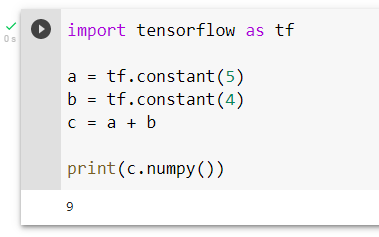 import tensorflow as tf
0s
a = tf.constant(5)
b = tf.constant(4)
c = a + b
print(c.numpy())
9